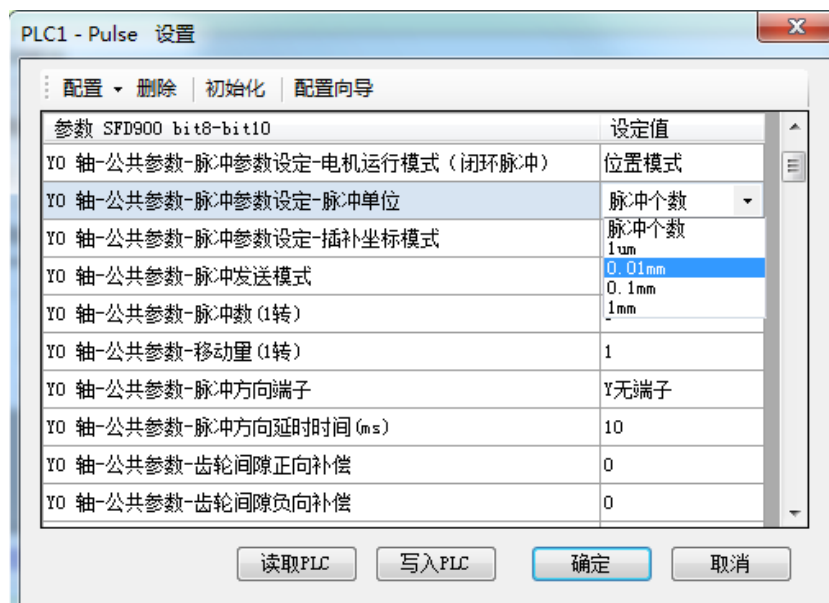 PLC1 - Pulse 设置
配置 删除 初始化 配置向导
参数 SFD900 bit8-bit10 设定值
Y0 轴-公共参数-脉冲参数设定-电机运行模式（闭环脉冲） 位置模式
Y0 轴-公共参数-脉冲参数设定-脉冲单位 脉冲个数
Y0 轴-公共参数-脉冲参数设定-插补坐标模式
脉冲个数
1um
0.01mm
0.1mm
1mm
Y0 轴-公共参数-脉冲发送模式
Y0 轴-公共参数-脉冲数(1转)
Y0 轴-公共参数-移动量(1转) 1
Y0 轴-公共参数-脉冲方向端子 Y无端子
Y0 轴-公共参数-脉冲方向延时时间(ms) 10
Y0 轴-公共参数-齿轮间隙正向补偿 0
Y0 轴-公共参数-齿轮间隙负向补偿 0
读取PLC 写入PLC 确定 取消